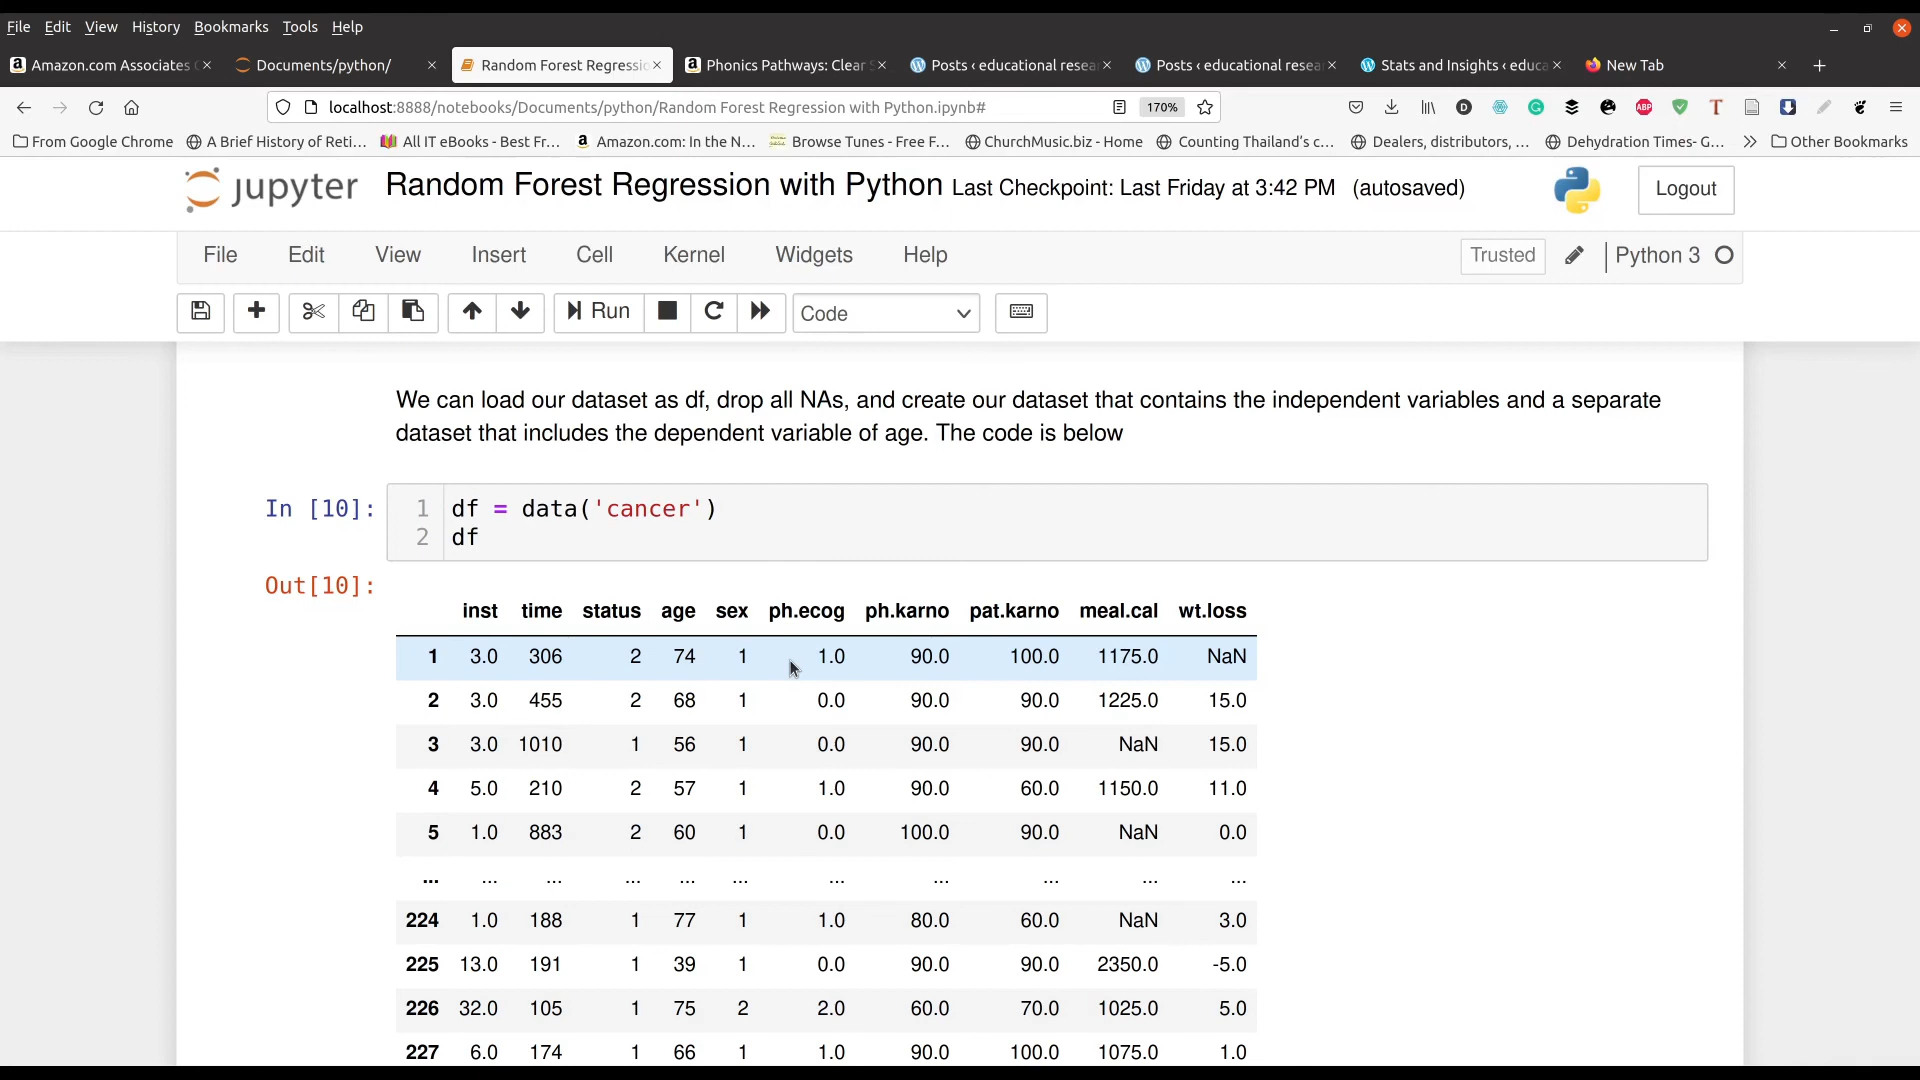 File Edit View History Bookmarks Tools Help
Amazon.com Associates C Documents/python/ Random Forest Regressio Phonics Pathways: Clear S Posts ‹ educational resea Posts ‹ educational resea Stats and Insights ‹ educa New Tab
localhost:8888/notebooks/Documents/python/Random Forest Regression with Python.ipynb# 170%
From Google Chrome A Brief History of Reti... All IT eBooks - Best Fr... Amazon.com: In the N... Browse Tunes - Free F... ChurchMusic.biz - Home Counting Thailand's c... Dealers, distributors, ... Dehydration Times- G... Other Bookmarks
jupyter Random Forest Regression with Python Last Checkpoint: Last Friday at 3:42 PM (autosaved) Logout
File Edit View Insert Cell Kernel Widgets Help Trusted Python 3
Run Code
We can load our dataset as df, drop all NAs, and create our dataset that contains the independent variables and a separate
dataset that includes the dependent variable of age. The code is below
In [10]: 1 df = data('cancer')
2 df
Out[10]:
inst time status age sex ph.ecog ph.karno pat.karno meal.cal wt.loss
1 3.0 306 2 74 1 1.0 90.0 100.0 1175.0 NaN
2 3.0 455 2 68 1 0.0 90.0 90.0 1225.0 15.0
3 3.0 1010 1 56 1 0.0 90.0 90.0 NaN 15.0
4 5.0 210 2 57 1 1.0 90.0 60.0 1150.0 11.0
5 1.0 883 2 60 1 0.0 100.0 90.0 NaN 0.0
... ... ... ... ... ... ... ... ... ... ...
224 1.0 188 1 77 1 1.0 80.0 60.0 NaN 3.0
225 13.0 191 1 39 1 0.0 90.0 90.0 2350.0 -5.0
226 32.0 105 1 75 2 2.0 60.0 70.0 1025.0 5.0
227 6.0 174 1 66 1 1.0 90.0 100.0 1075.0 1.0